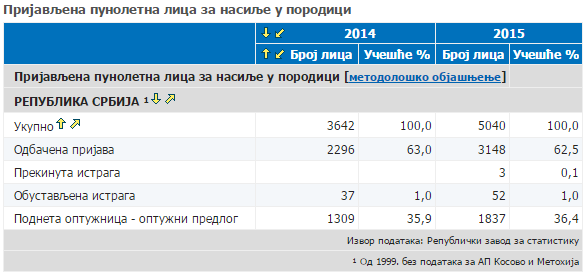 Пријављена пунолетна лица за насиље у породици
2014 2015
Број лица Учешће % Број лица Учешће %
Пријављена пунолетна лица за насиље у породици [методолошко објашњење]
РЕПУБЛИКА СРБИЈА ¹
Укупно 3642 100,0 5040 100,0
Одбачена пријава 2296 63,0 3148 62,5
Прекинута истрага 3 0,1
Обустављена истрага 37 1,0 52 1,0
Поднета оптужница - оптужни предлог 1309 35,9 1837 36,4
Извор података: Републички завод за статистику
¹ Од 1999. без података за АП Косово и Метохија